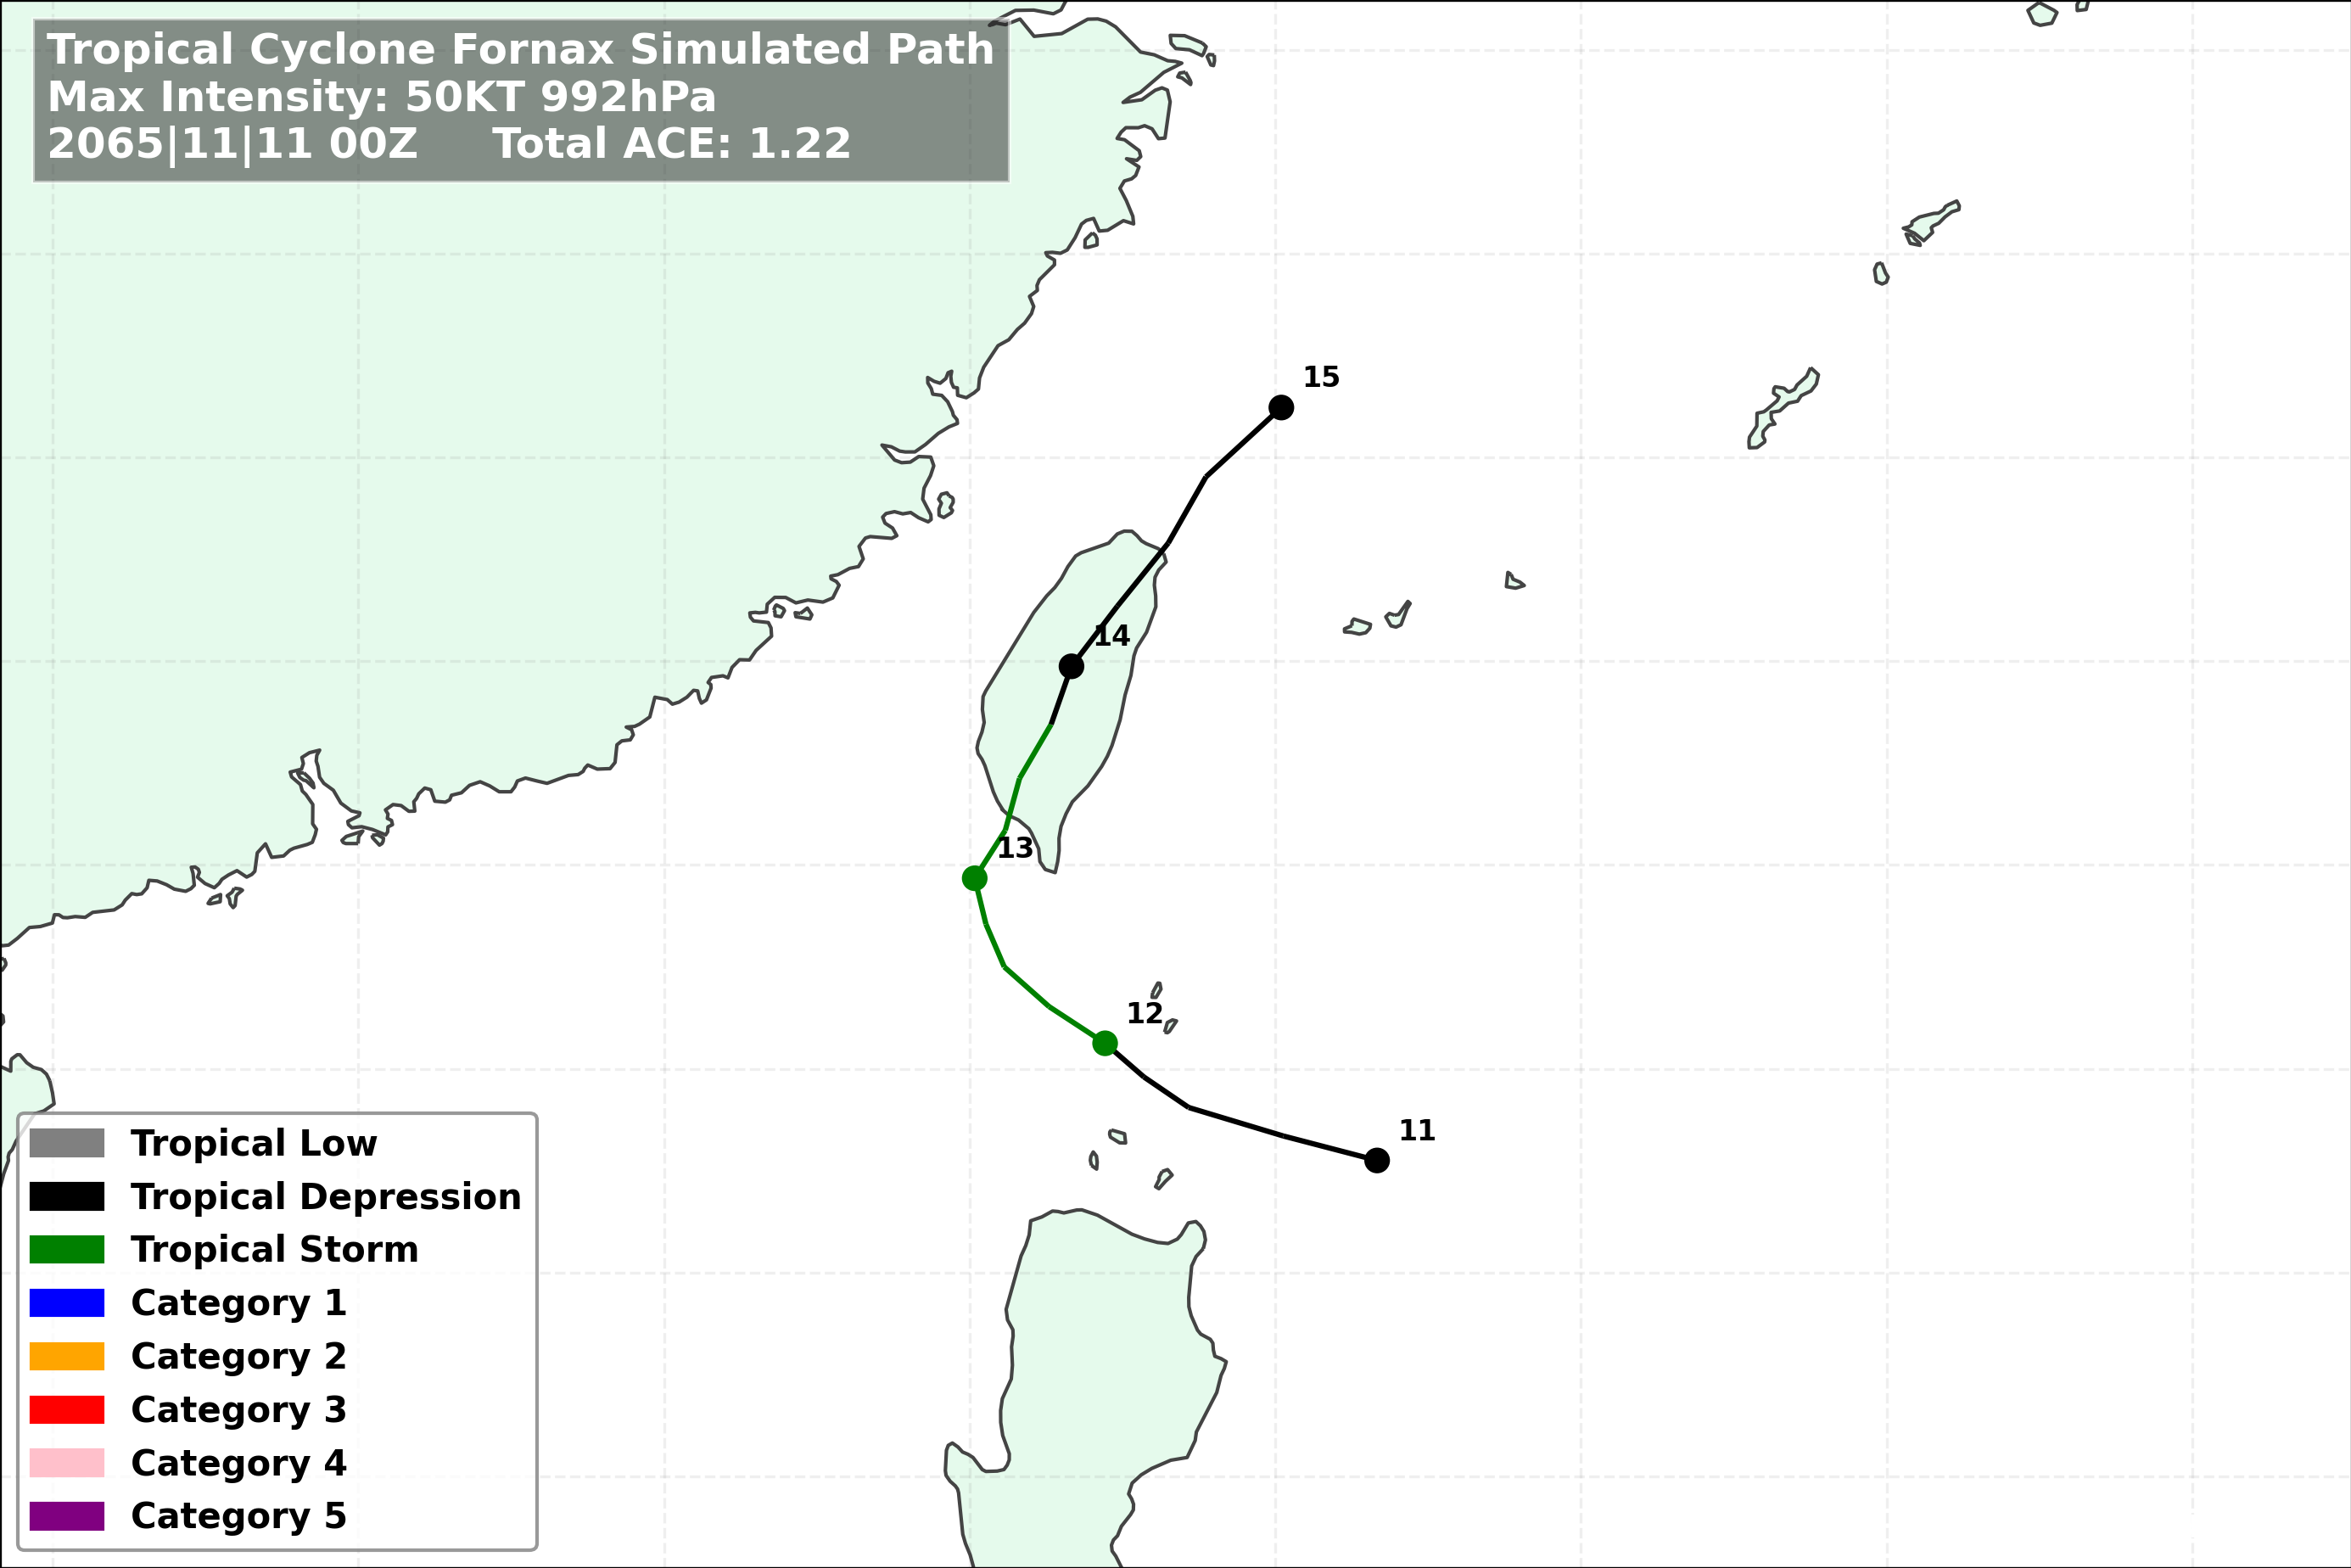 Tropical Cyclone Fornax Simulated Path
Max Intensity: 50KT 992hPa
2065|11|11 00Z Total ACE: 1.22
15
14
13
12
11
Tropical Low
Tropical Depression
Tropical Storm
Category 1
Category 2
Category 3
Category 4
Category 5